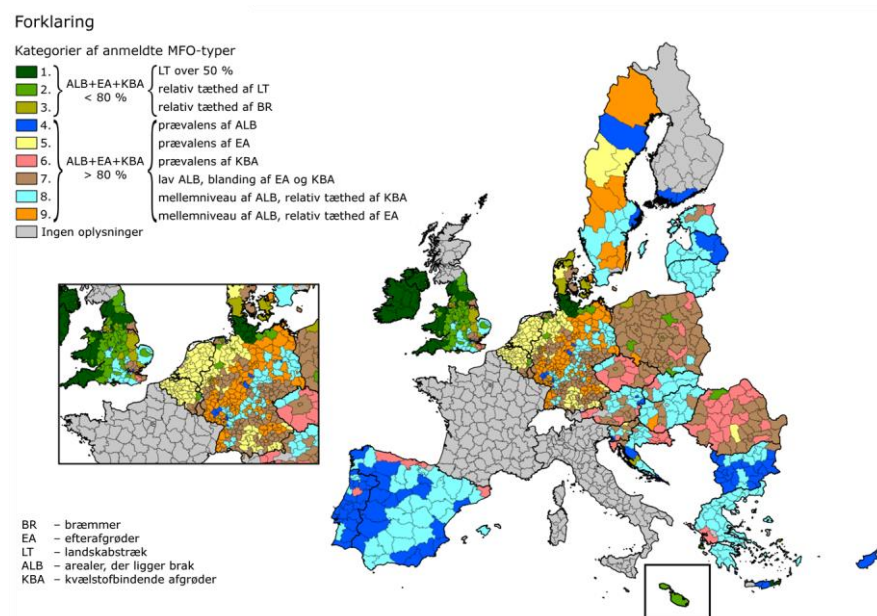 Forklaring
Kategorier af anmeldte MFO-typer
1. LT over 50 %
2. ALB+EA+KBA < 80 % relativ tæthed af LT
3. relativ tæthed af BR
4. prævalens af ALB
5. prævalens af EA
6. ALB+EA+KBA > 80 % prævalens af KBA
7. lav ALB, blanding af EA og KBA
8. mellemniveau af ALB, relativ tæthed af KBA
9. mellemniveau af ALB, relativ tæthed af EA
Ingen oplysninger
BR – bræmmer
EA – efterafgrøder
LT – landskabstræk
ALB – arealer, der ligger brak
KBA – kvælstofbindende afgrøder